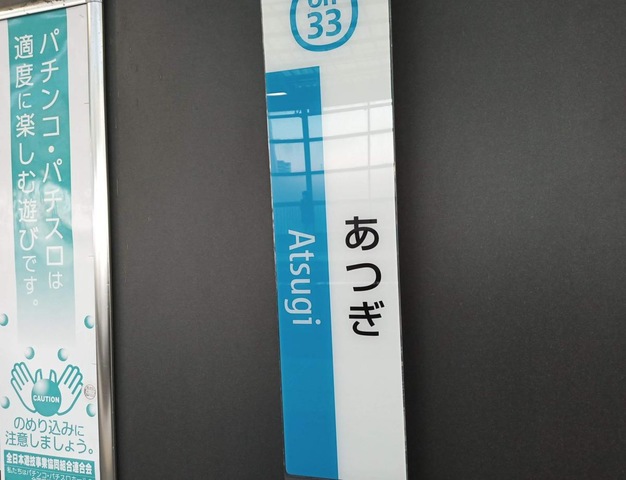 パチンコ・パチスロは
適度に楽しむ遊びです。
CAUTION
のめり込みに
注意しましょう。
全日本遊技事業協同組合連合会
OH
33
Atsugi
あつぎ